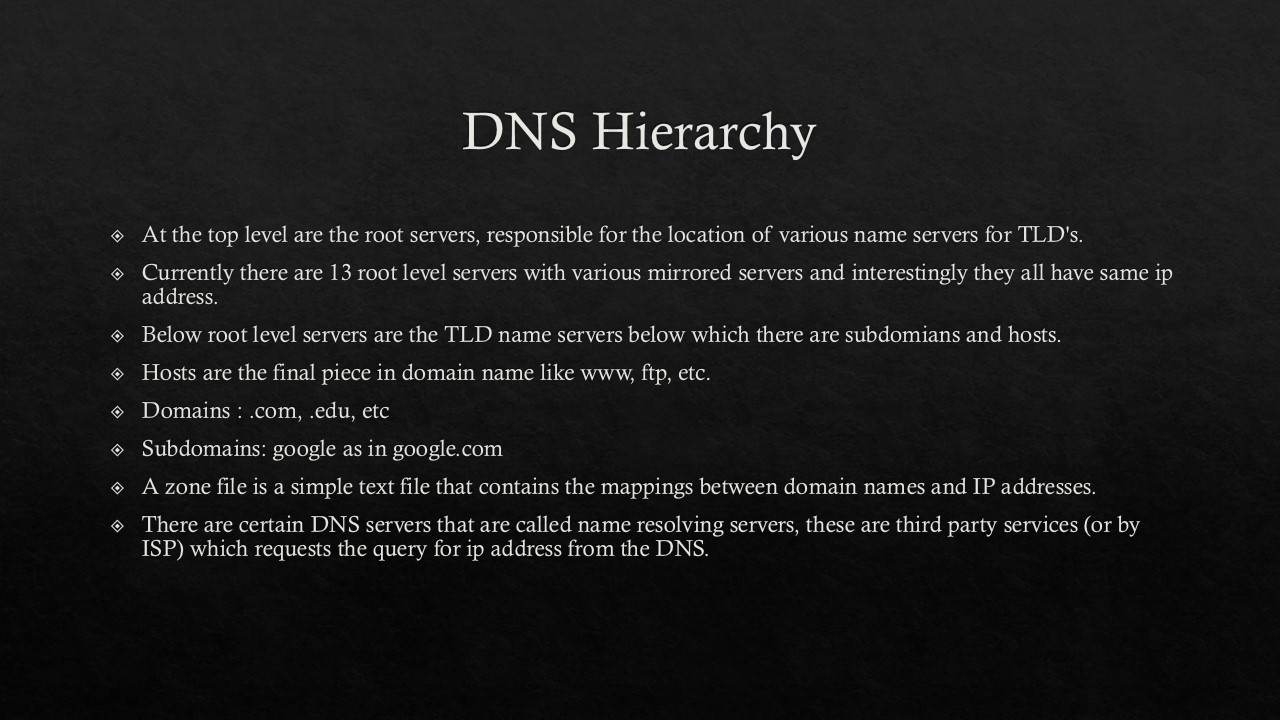 DNS Hierarchy
At the top level are the root servers, responsible for the location of various name servers for TLD's.
Currently there are 13 root level servers with various mirrored servers and interestingly they all have same ip
address.
Below root level servers are the TLD name servers below which there are subdomians and hosts.
Hosts are the final piece in domain name like www, ftp, etc.
Domains : .com, .edu, etc
Subdomains: google as in google.com
A zone file is a simple text file that contains the mappings between domain names and IP addresses.
There are certain DNS servers that are called name resolving servers, these are third party services (or by
ISP) which requests the query for ip address from the DNS.